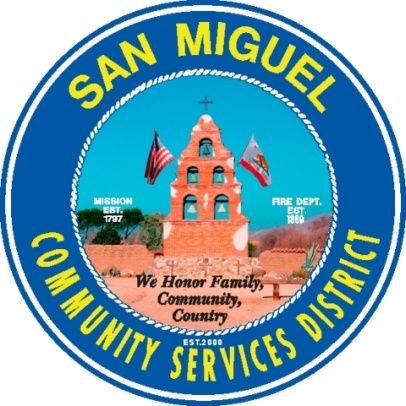 SAN MIGUEL
MISSION
EST.
1797
FIRE DEPT.
EST.
1889
We Honor Family,
Community,
Country
EST.2000
COMMUNITY SERVICES DISTRICT